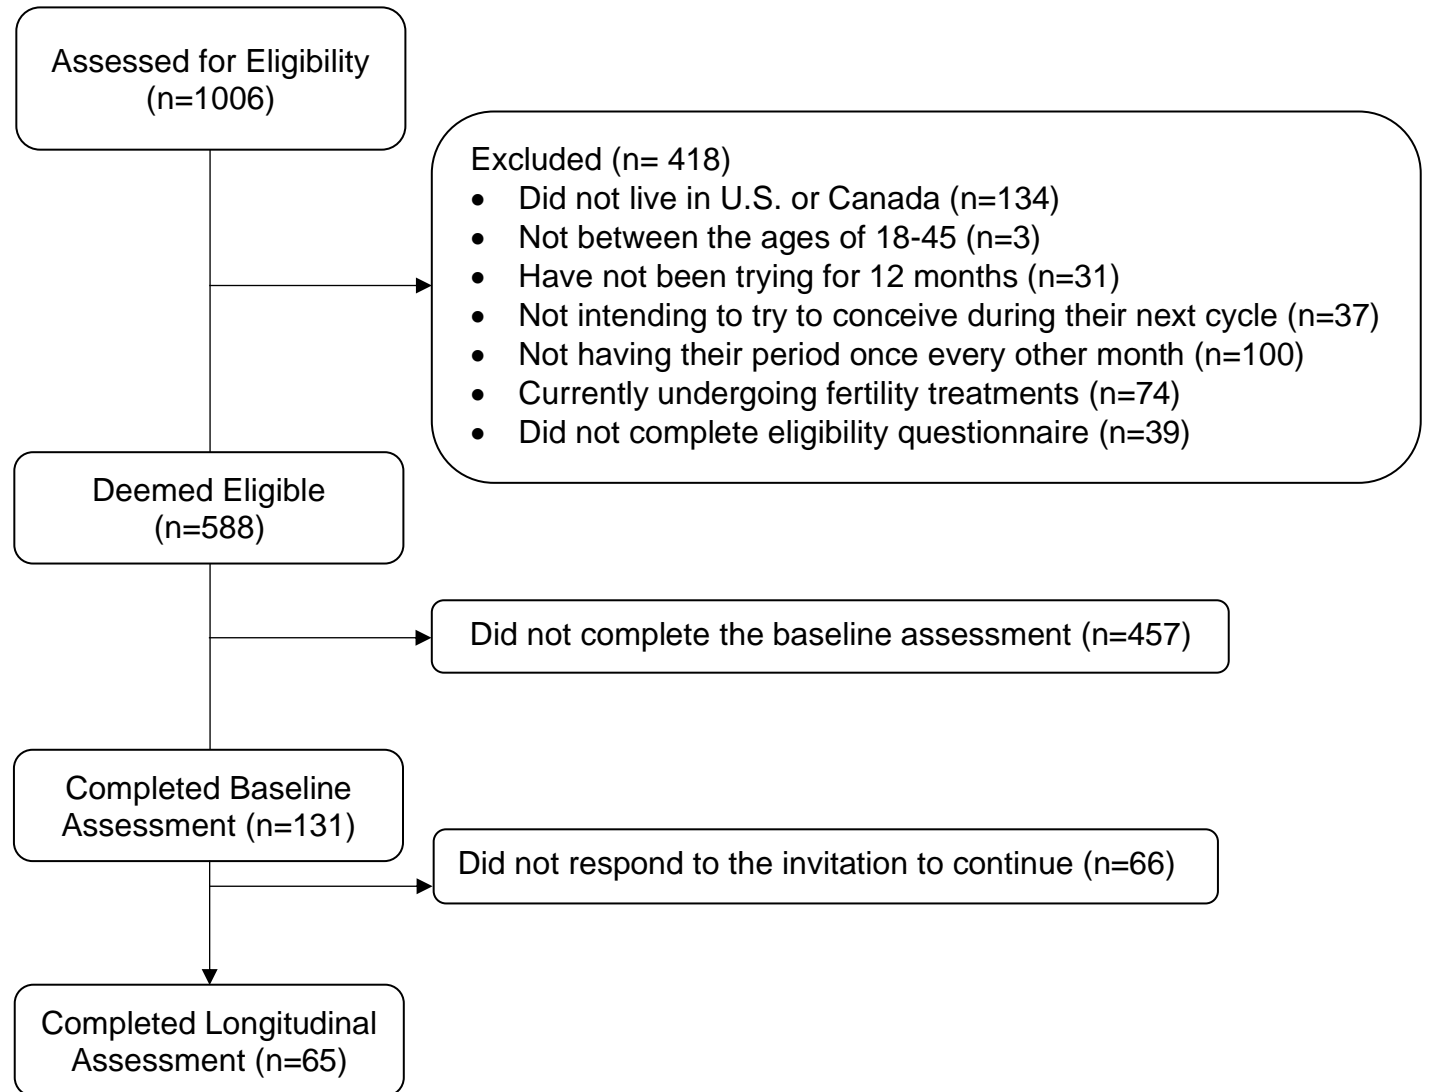 Assessed for Eligibility
(n=1006)
Excluded (n= 418)
• Did not live in U.S. or Canada (n=134)
• Not between the ages of 18-45 (n=3)
• Have not been trying for 12 months (n=31)
• Not intending to try to conceive during their next cycle (n=37)
• Not having their period once every other month (n=100)
• Currently undergoing fertility treatments (n=74)
• Did not complete eligibility questionnaire (n=39)
Deemed Eligible
(n=588)
Did not complete the baseline assessment (n=457)
Completed Baseline
Assessment (n=131)
Did not respond to the invitation to continue (n=66)
Completed Longitudinal
Assessment (n=65)